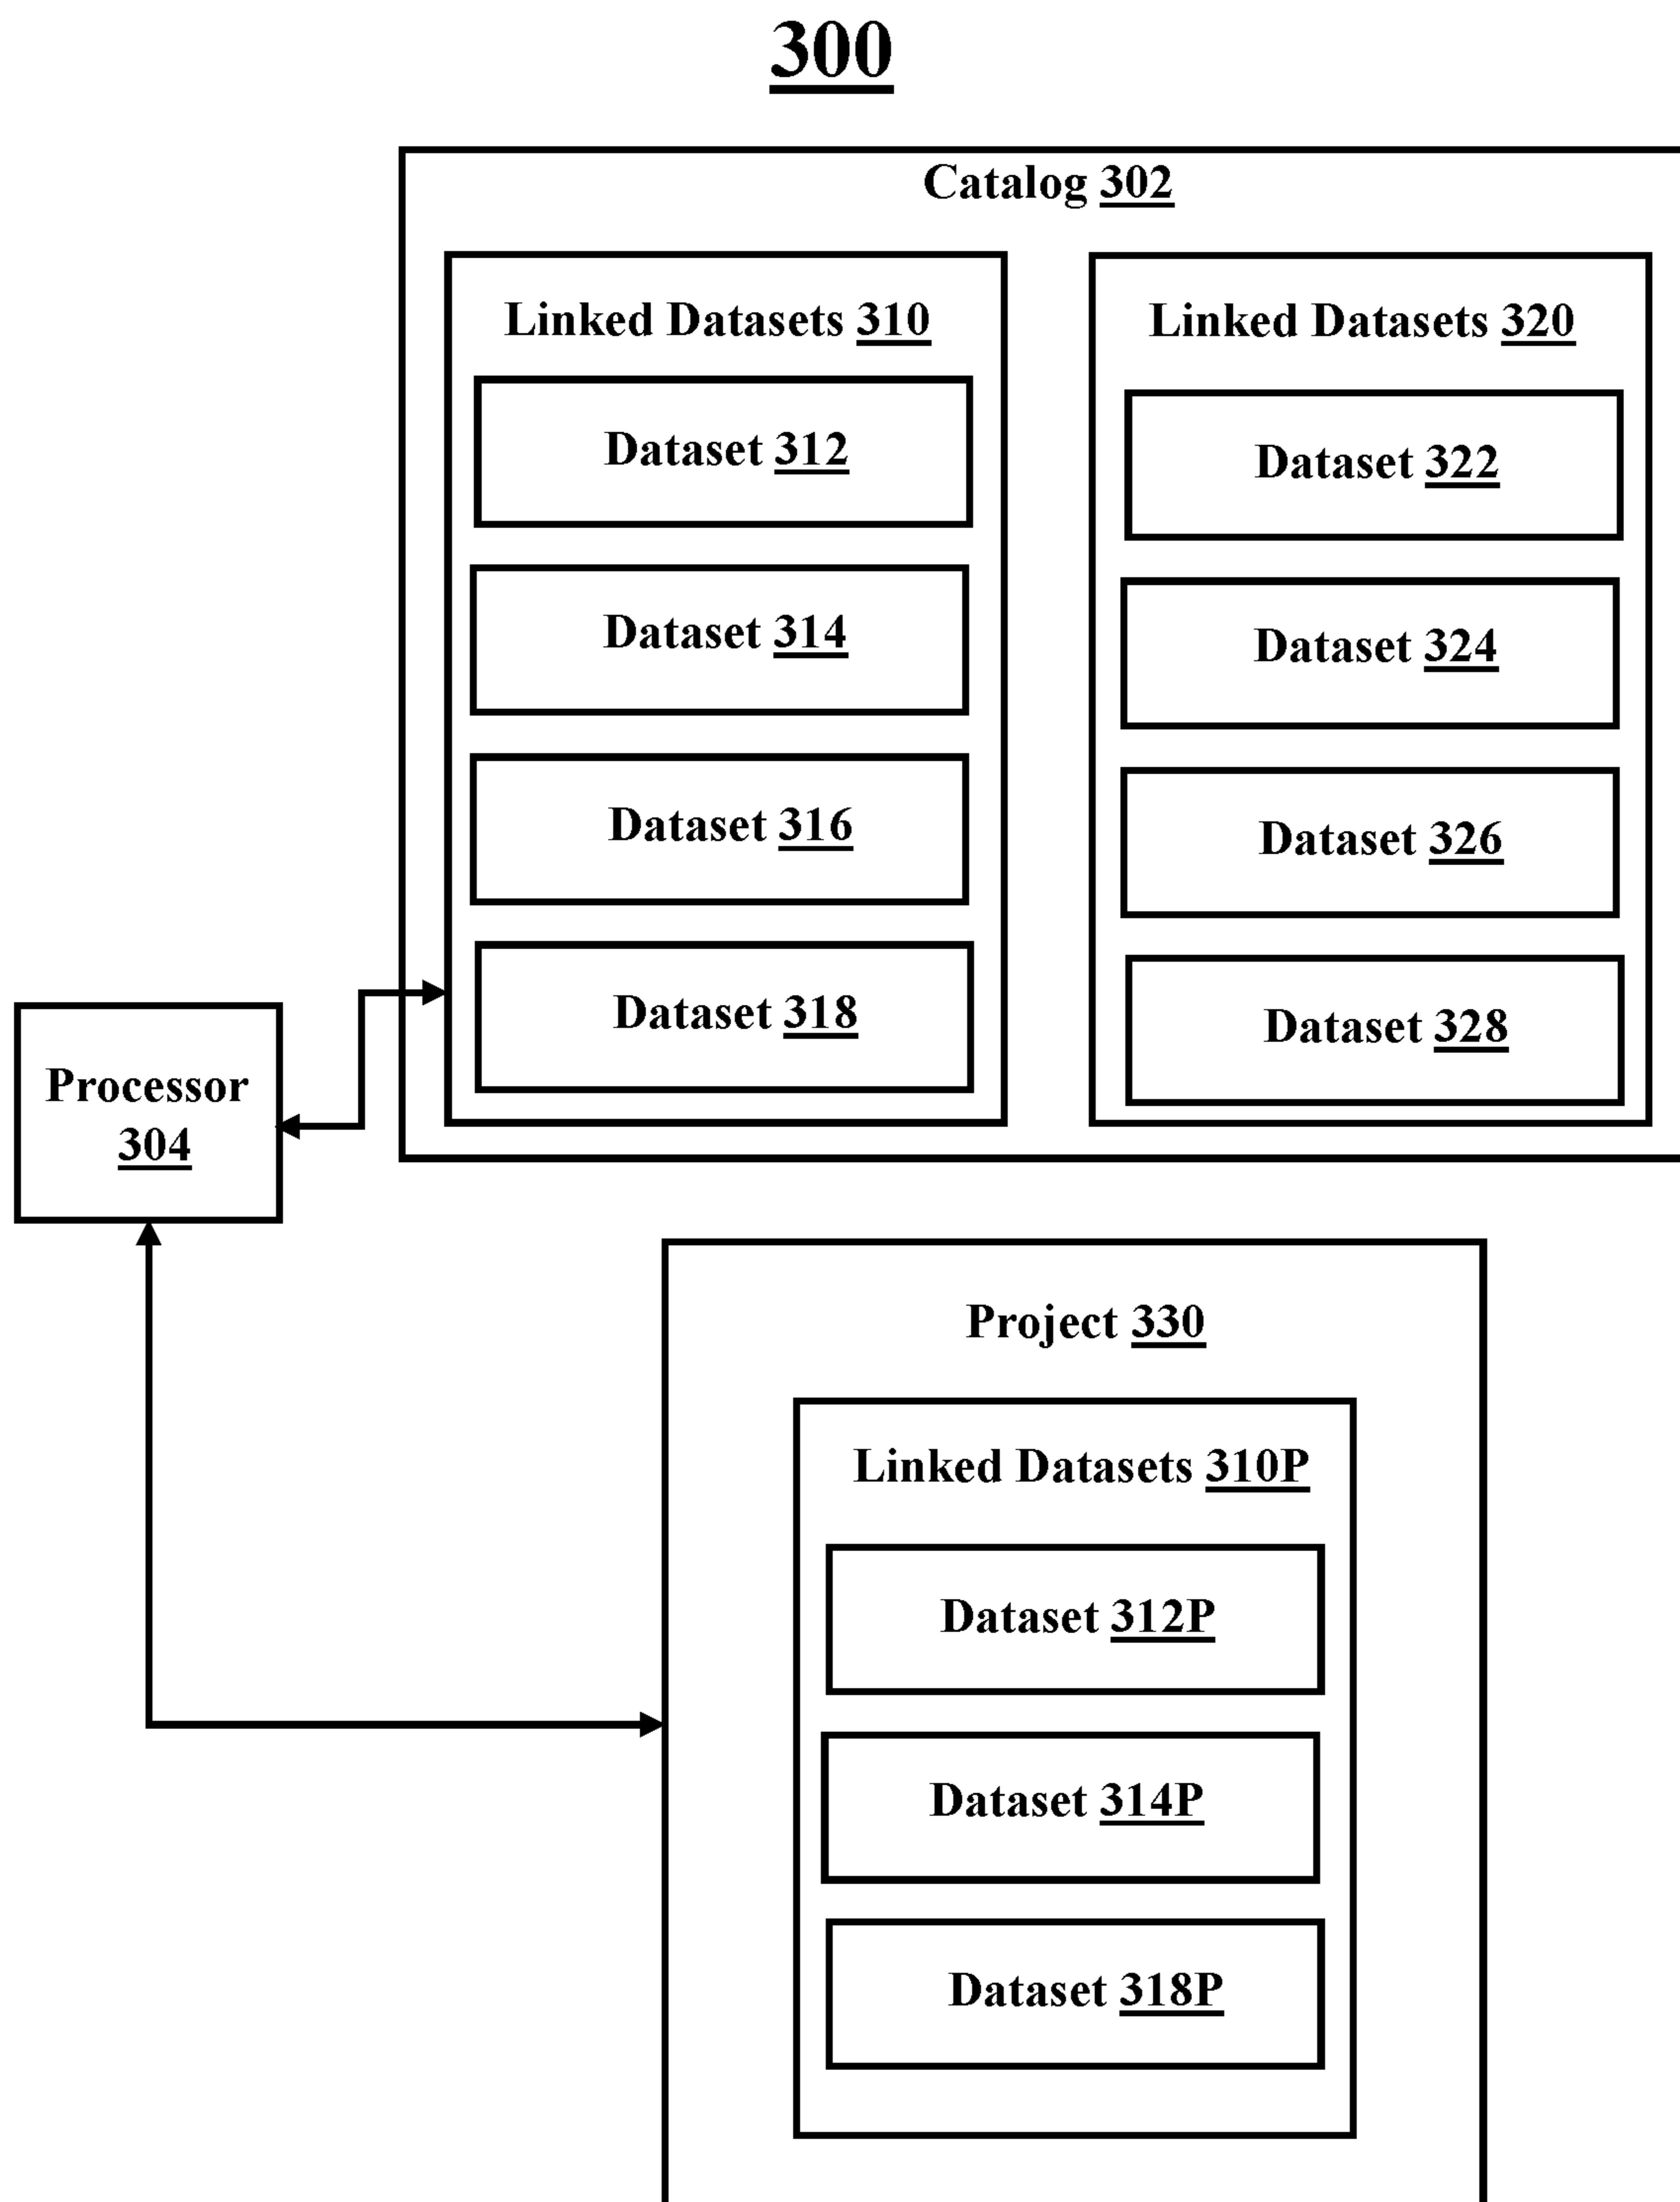 300
Catalog 302
Linked Datasets 310
Dataset 312
Dataset 314
Dataset 316
Dataset 318
Linked Datasets 320
Dataset 322
Dataset 324
Dataset 326
Dataset 328
Processor
304
Project 330
Linked Datasets 310P
Dataset 312P
Dataset 314P
Dataset 318P